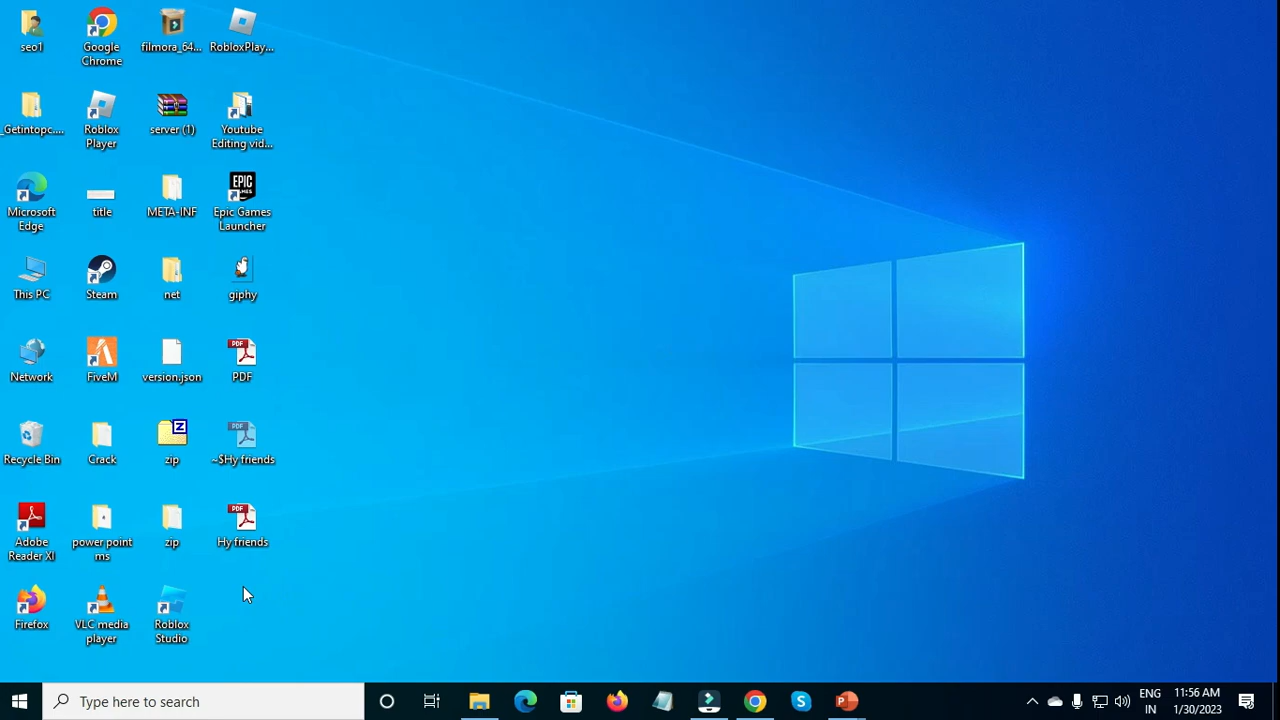 seo1
Google
Chrome
filmora_64...
RobloxPlay...
_Getintopc....
Roblox
Player
server (1)
Youtube
Editing vid...
Microsoft
Edge
title
META-INF
EPIC
GAMES
Epic Games
Launcher
This PC
Steam
net
giphy
Network
FiveM
version.json
PDF
PDF
Recycle Bin
Crack
Z
zip
PDF
~$Hy friends
Adobe
Reader XI
power point
ms
zip
PDF
Hy friends
Firefox
VLC media
player
Roblox
Studio
Type here to search
ENG
IN
11:56 AM
1/30/2023